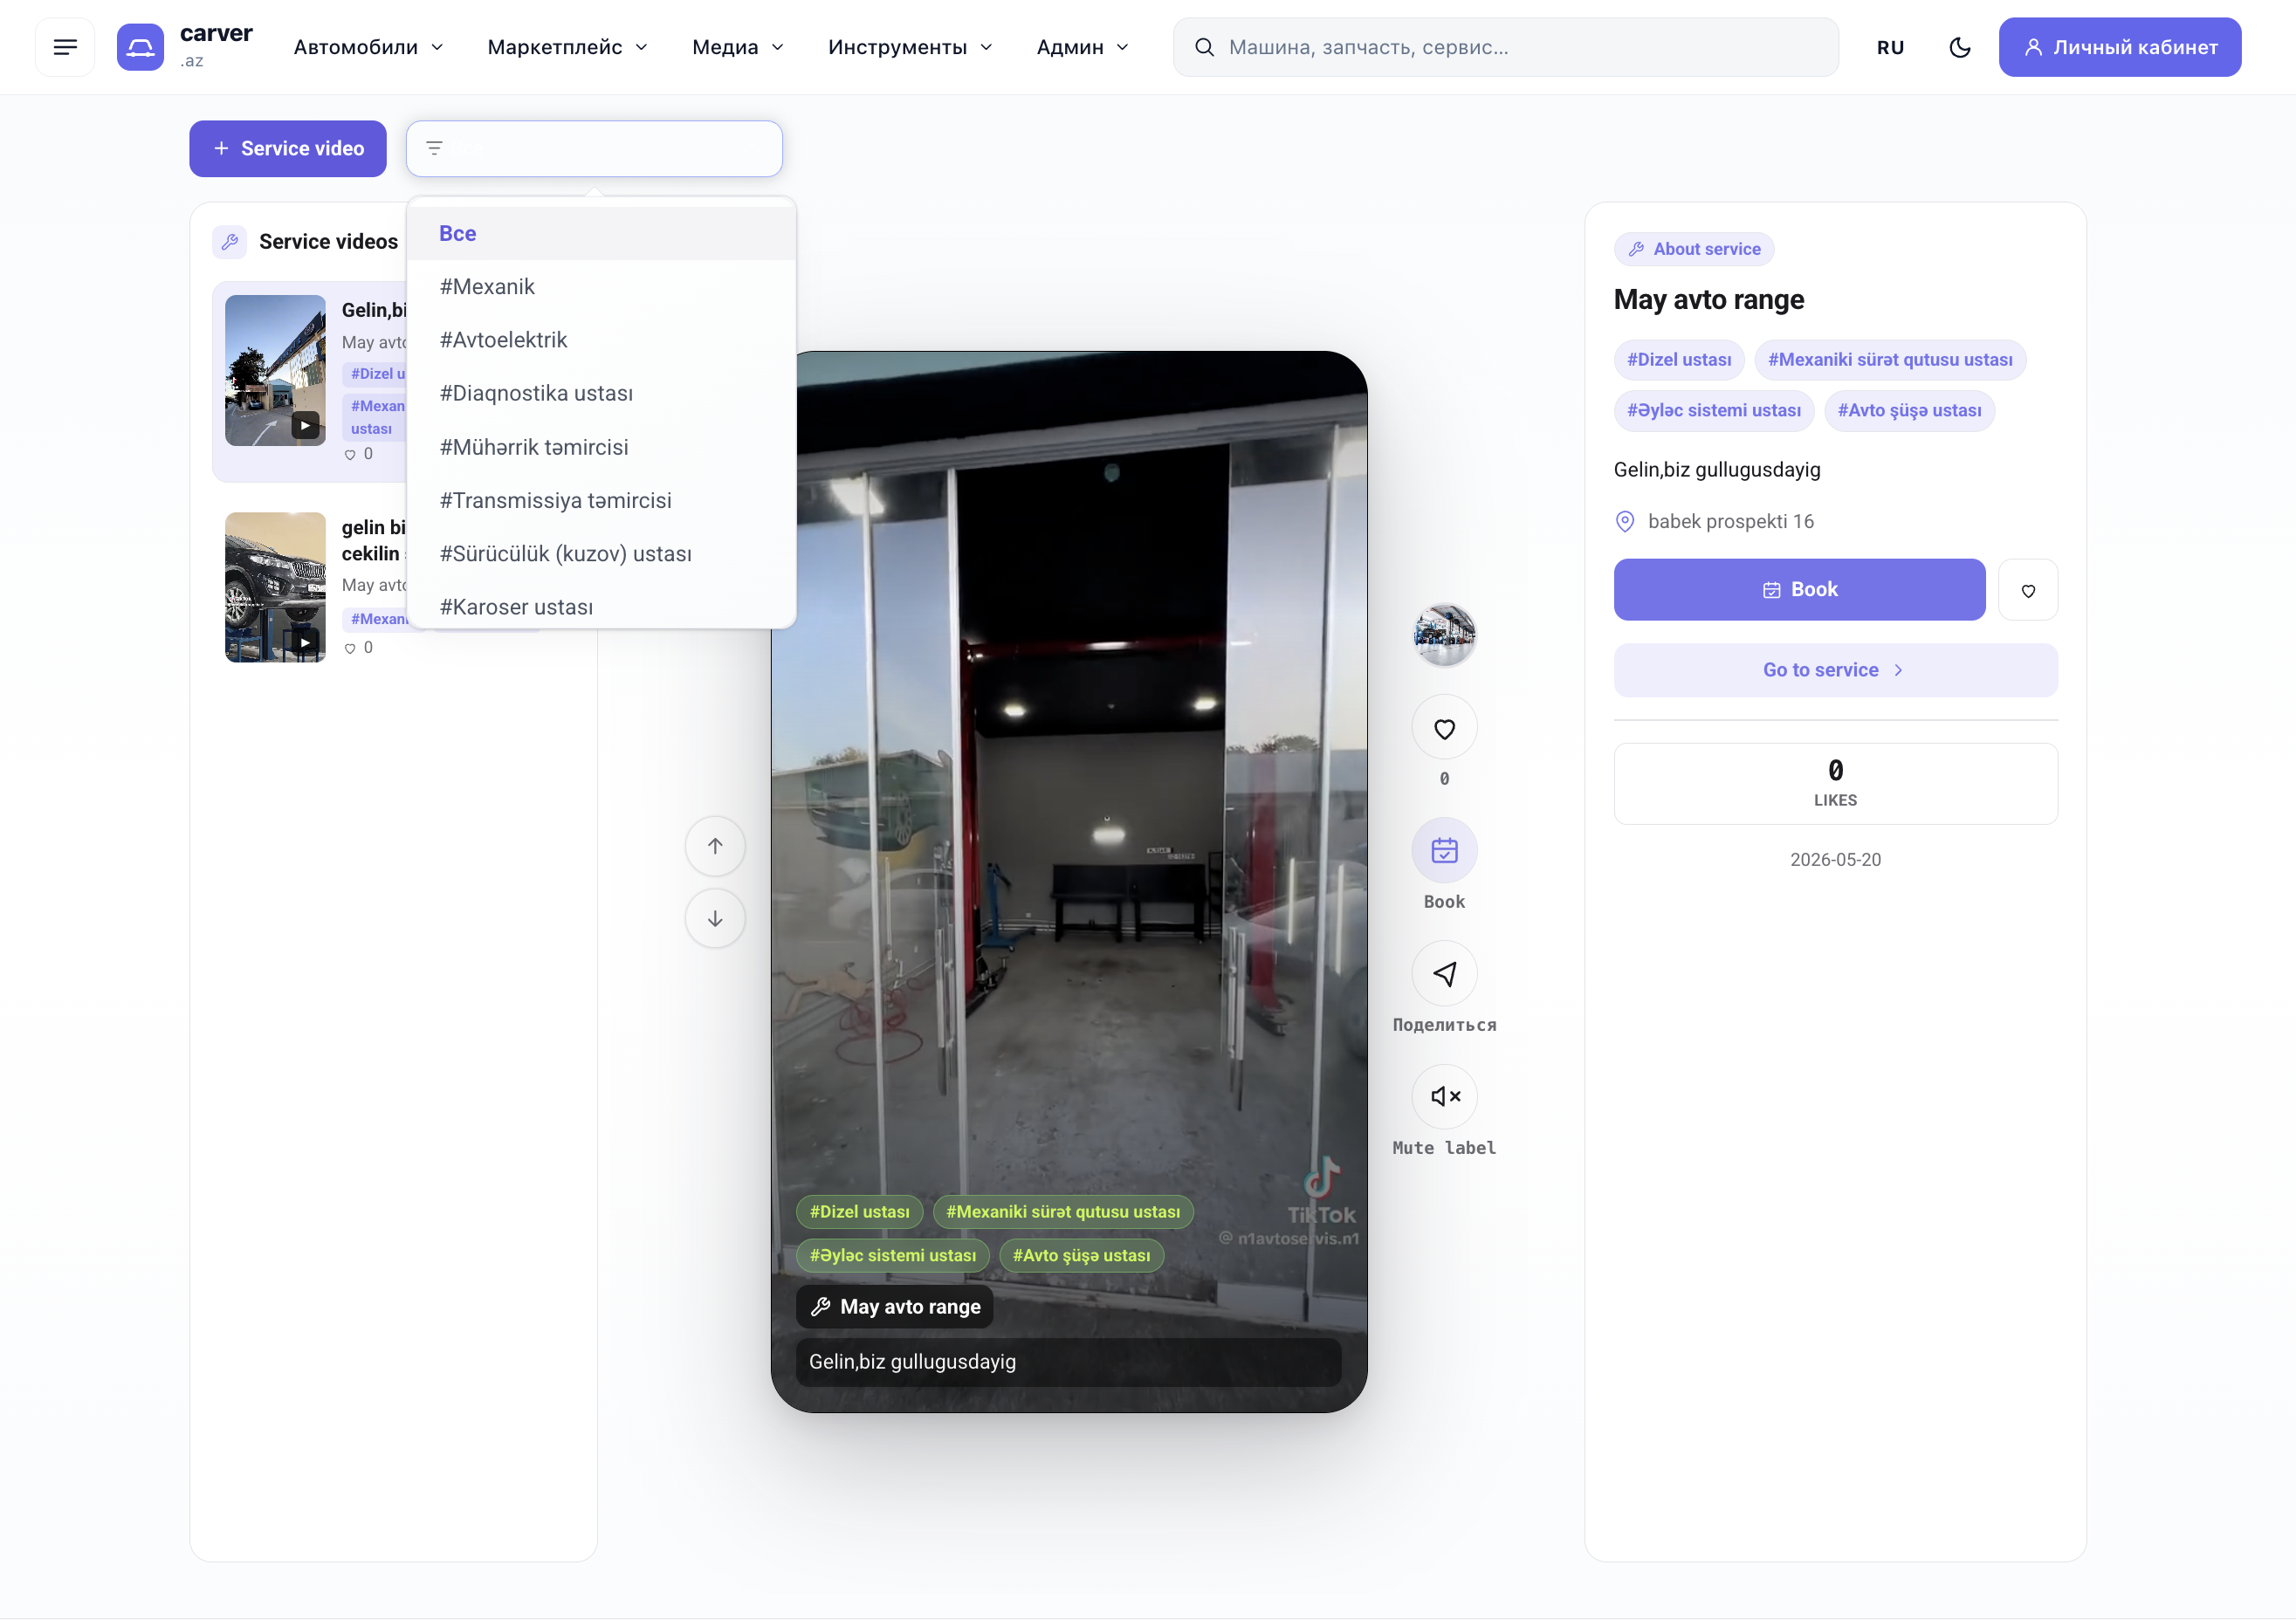 carver
.az
Автомобили
Маркетплейс
Медиа
Инструменты
Админ
Машина, запчасть, сервис...
RU
Личный кабинет
Service video
Все
#Mexanik
#Avtoelektrik
#Diaqnostika ustası
#Mühərrik təmircisi
#Transmissiya təmircisi
#Sürücülük (kuzov) ustası
#Karoser ustası
Service videos
Gelin,bi
May avto
#Dizel u
#Mexan
ustası
0
gelin bi
cekilin
May avto
#Mexani
0
#Dizel ustası
#Mexaniki sürət qutusu ustası
#Əyləc sistemi ustası
#Avto şüşə ustası
May avto range
Gelin,biz gullugusdayig
TikTok
@ n1avtoservis.n1
0
Book
Поделиться
Mute label
About service
May avto range
#Dizel ustası
#Mexaniki sürət qutusu ustası
#Əyləc sistemi ustası
#Avto şüşə ustası
Gelin,biz gullugusdayig
babek prospekti 16
Book
Go to service
0
LIKES
2026-05-20